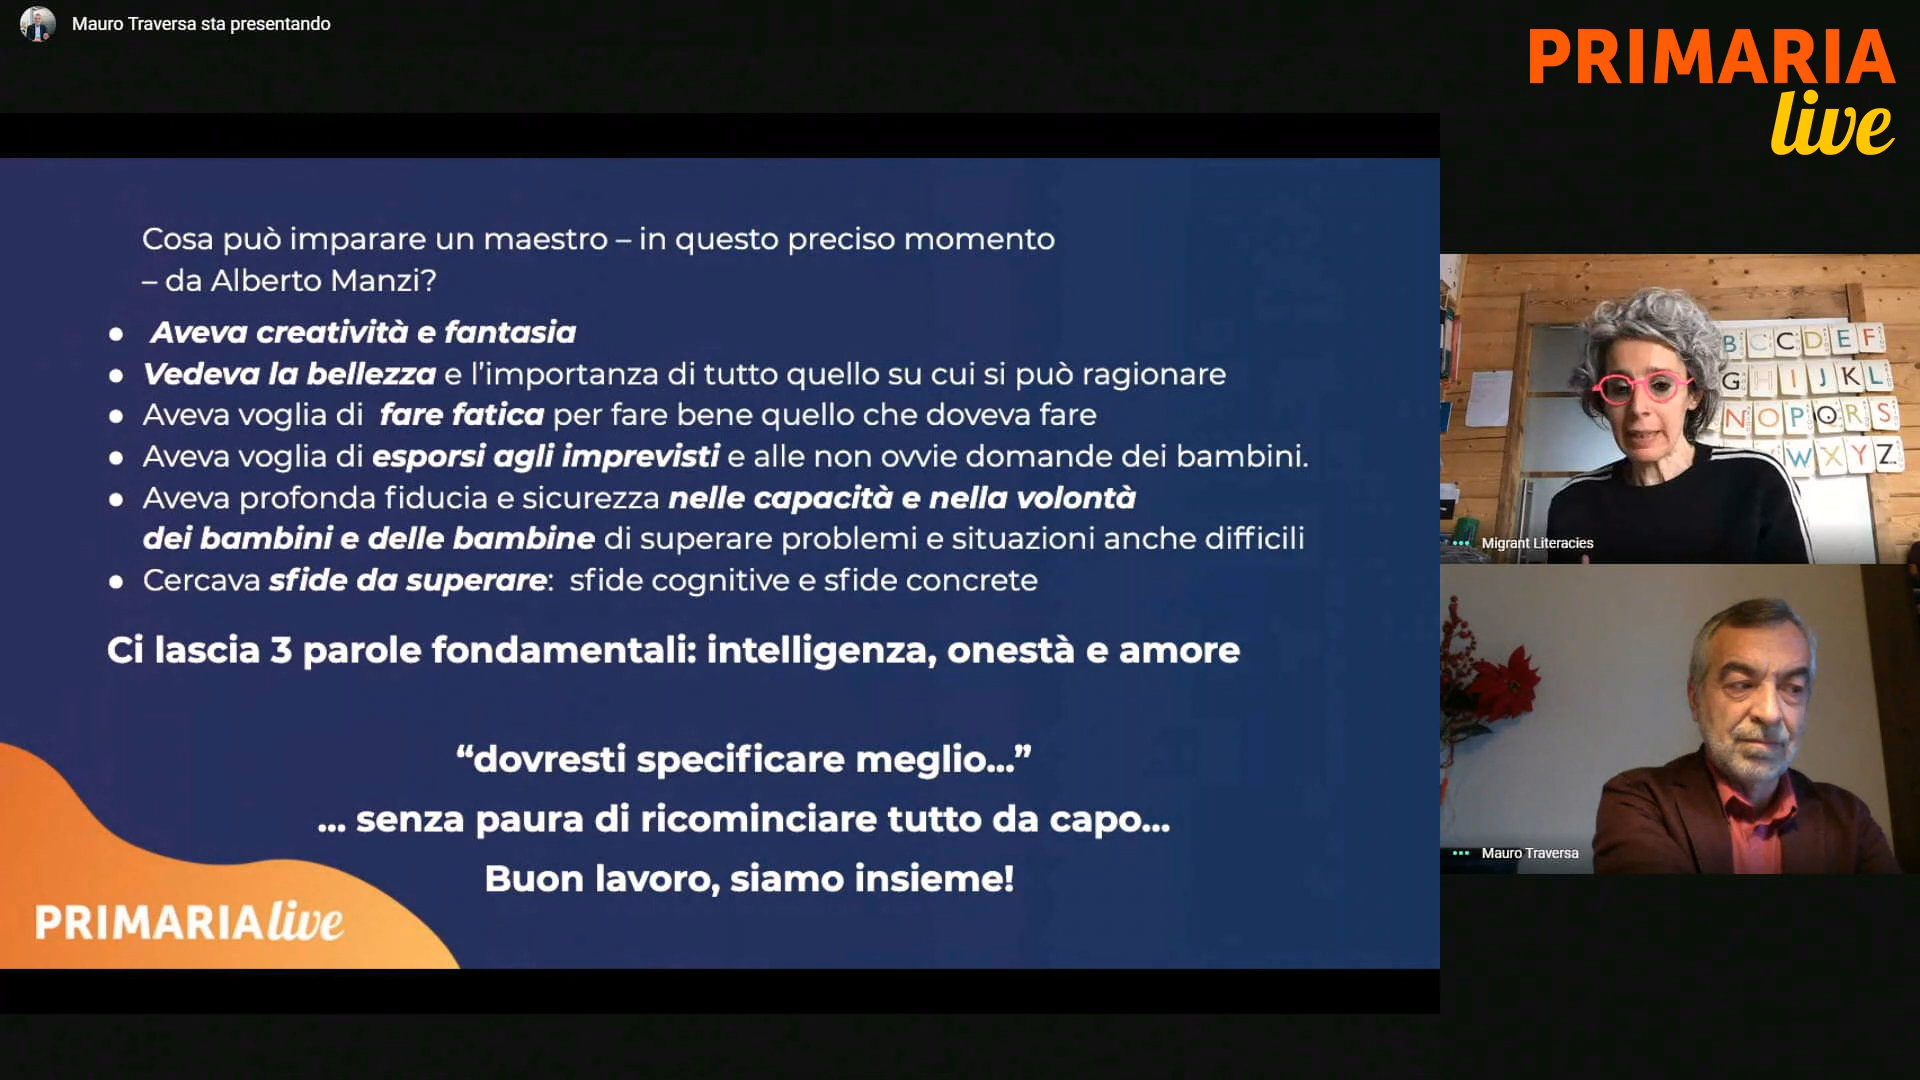 Mauro Traversa sta presentando
PRIMARIA
live
Cosa può imparare un maestro – in questo preciso momento
– da Alberto Manzi?
● Aveva creatività e fantasia
● Vedeva la bellezza e l'importanza di tutto quello su cui si può ragionare
● Aveva voglia di fare fatica per fare bene quello che doveva fare
● Aveva voglia di esporsi agli imprevisti e alle non ovvie domande dei bambini.
● Aveva profonda fiducia e sicurezza nelle capacità e nella volontà
dei bambini e delle bambine di superare problemi e situazioni anche difficili
● Cercava sfide da superare: sfide cognitive e sfide concrete
Ci lascia 3 parole fondamentali: intelligenza, onestà e amore
“dovresti specificare meglio...”
... senza paura di ricominciare tutto da capo...
Buon lavoro, siamo insieme!
PRIMARIA live
B C C D E F
G H I J K L
N O P Q R S
W X Y Z
Migrant Literacies
Mauro Traversa